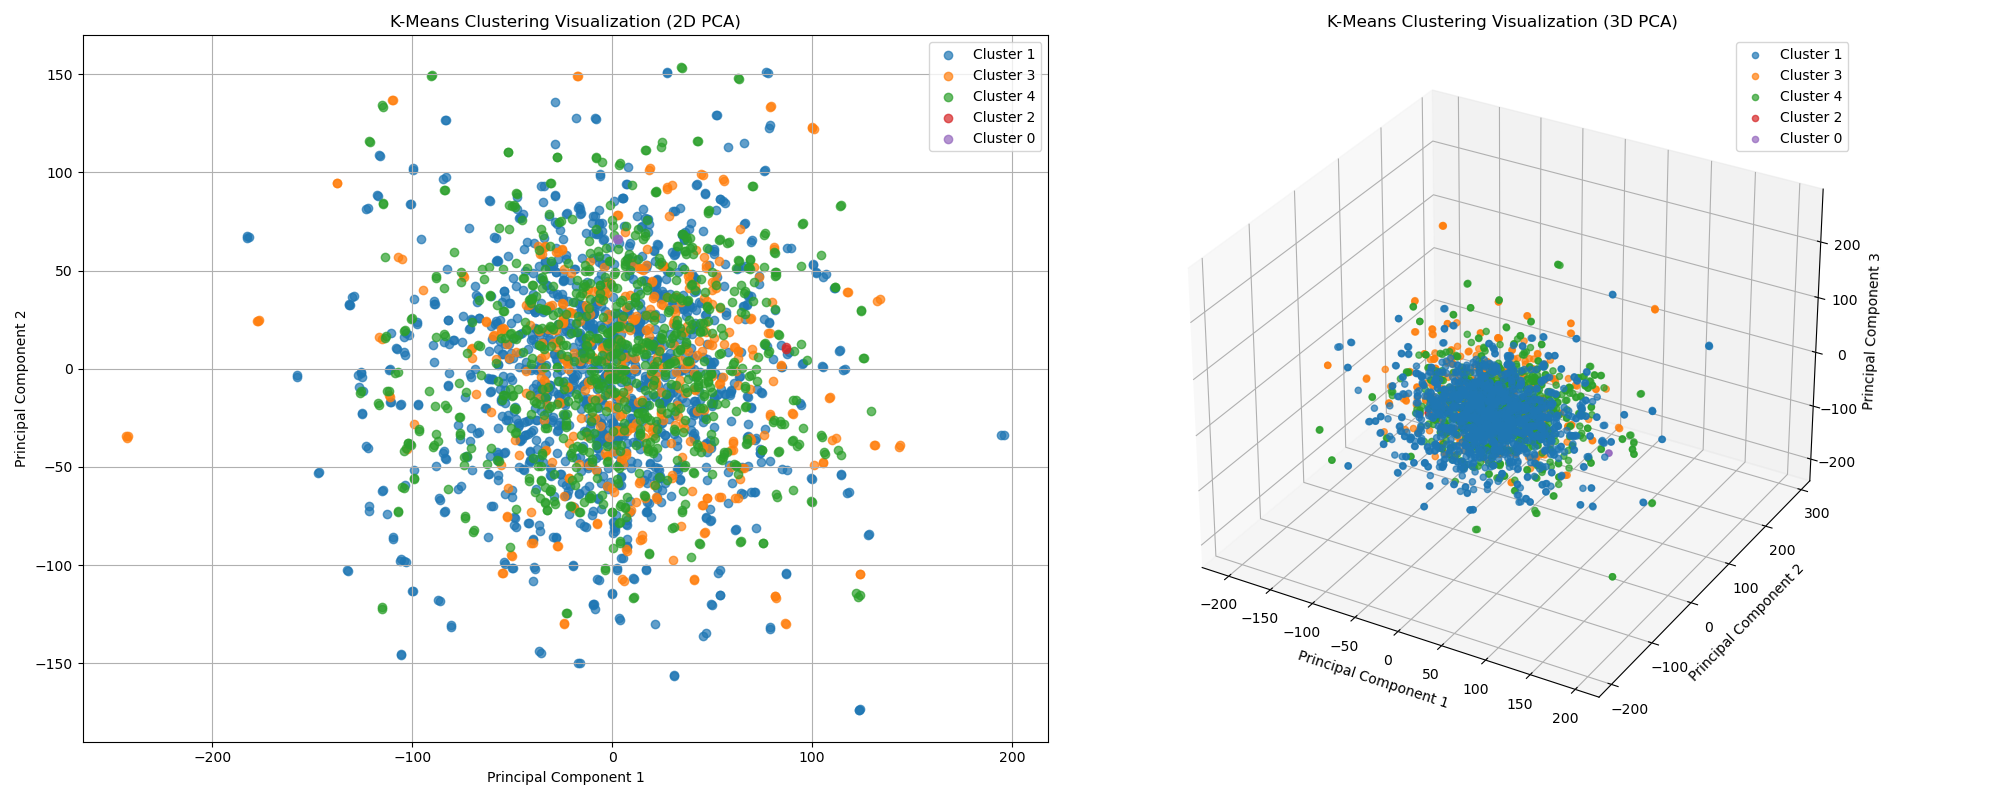 K-Means Clustering Visualization (2D PCA)
Cluster 1
Cluster 3
Cluster 4
Cluster 2
Cluster 0
150
100
50
0
−50
−100
−150
Principal Component 2
−200
−100
0
100
200
Principal Component 1
K-Means Clustering Visualization (3D PCA)
Cluster 1
Cluster 3
Cluster 4
Cluster 2
Cluster 0
200
100
0
−100
−200
Principal Component 3
300
200
100
0
−100
−200
Principal Component 2
−200
−150
−100
−50
0
50
100
150
200
Principal Component 1